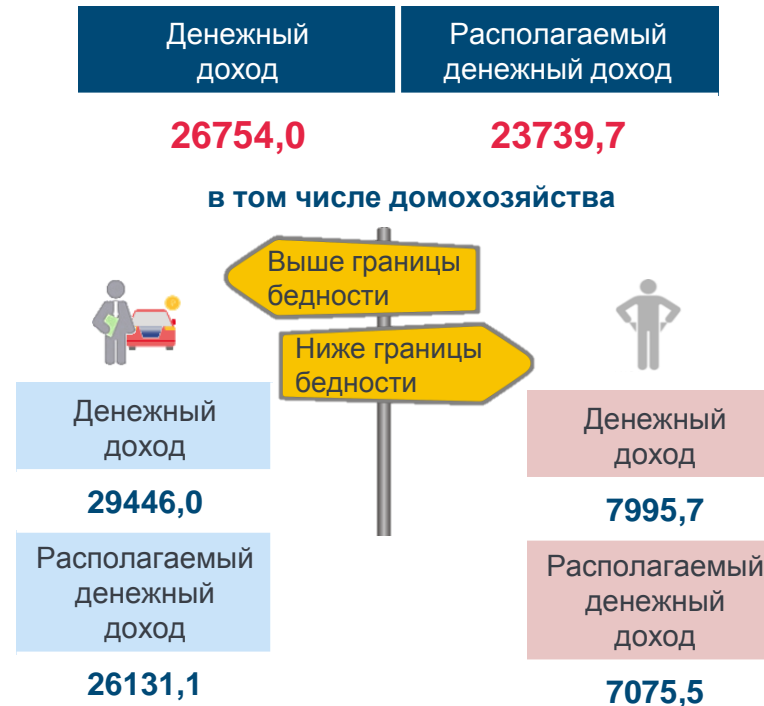 Денежный
доход
Располагаемый
денежный доход
26754,0
23739,7
в том числе домохозяйства
Выше границы
бедности
Ниже границы
бедности
Денежный
доход
29446,0
Располагаемый
денежный
доход
26131,1
Денежный
доход
7995,7
Располагаемый
денежный
доход
7075,5